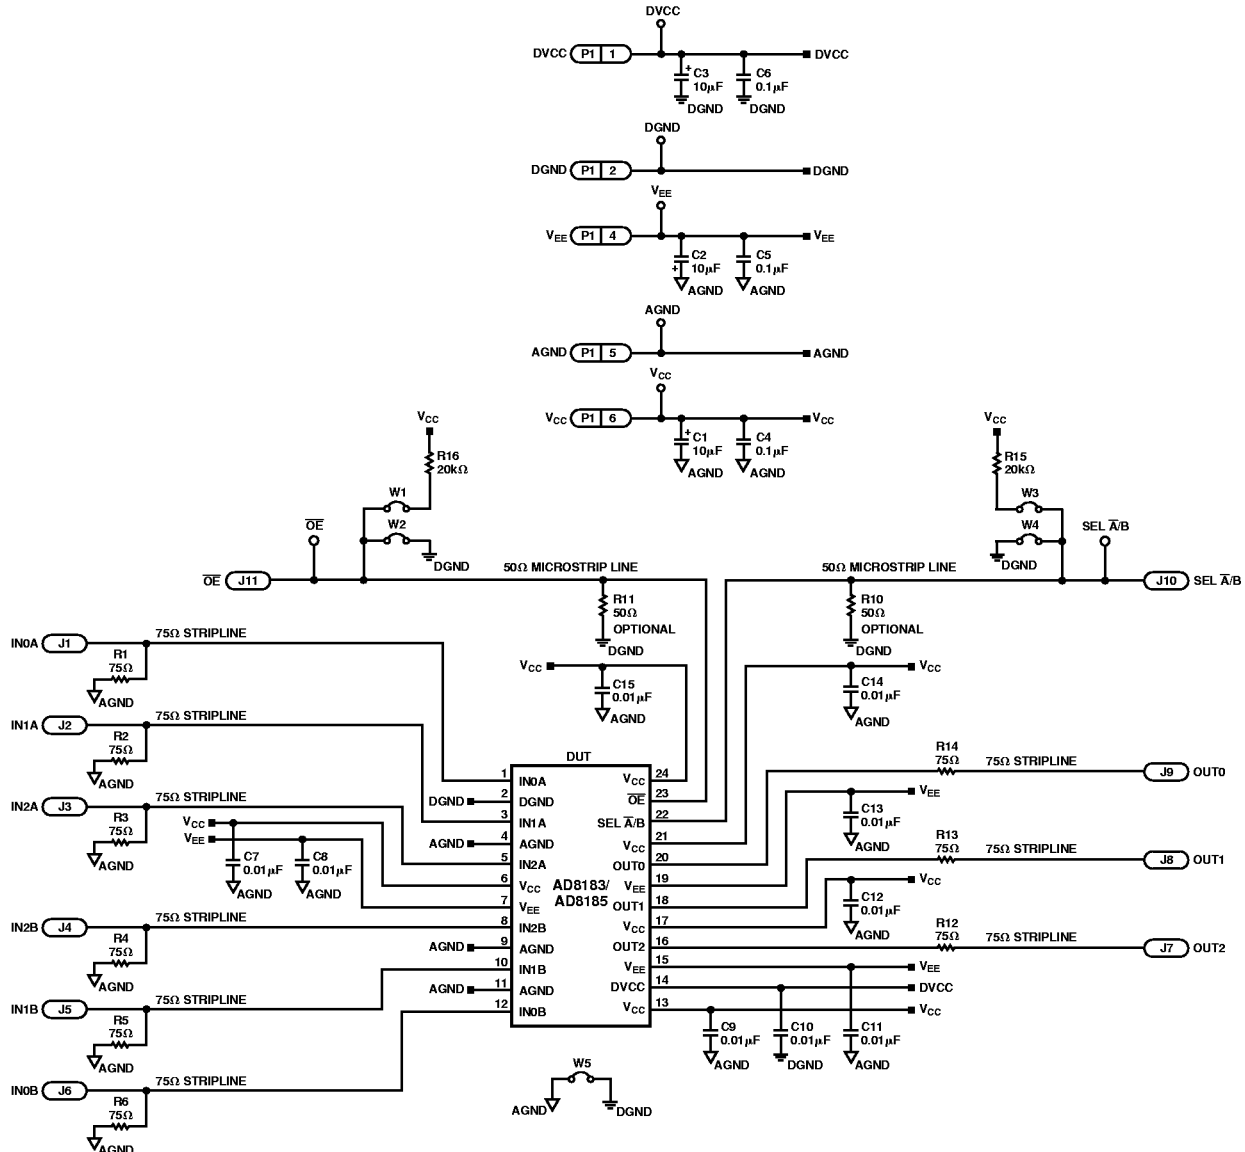 DVCC
DVCC P1 1 DVCC
C3 10µF DGND
C6 0.1µF DGND
DGND
DGND P1 2 DGND
VEE
VEE P1 4 VEE
C2 10µF AGND
C5 0.1µF AGND
AGND
AGND P1 5 AGND
VCC
VCC P1 6 VCC
C1 10µF AGND
C4 0.1µF AGND
VCC
R16 20kΩ
W1
W2
DGND
OE
OE J11
50Ω MICROSTRIP LINE
R11 50Ω OPTIONAL DGND
VCC
R15 20kΩ
W3
W4
DGND
SEL A/B
J10 SEL A/B
50Ω MICROSTRIP LINE
R10 50Ω OPTIONAL DGND
VCC
C15 0.01µF AGND
VCC
C14 0.01µF AGND
IN0A J1 75Ω STRIPLINE
R1 75Ω AGND
IN1A J2 75Ω STRIPLINE
R2 75Ω AGND
IN2A J3 75Ω STRIPLINE
R3 75Ω AGND
VCC
VEE
C7 0.01µF AGND
C8 0.01µF AGND
IN2B J4 75Ω STRIPLINE
R4 75Ω AGND
IN1B J5 75Ω STRIPLINE
R5 75Ω AGND
IN0B J6 75Ω STRIPLINE
R6 75Ω AGND
DUT
AD8183/
AD8185
1 IN0A
DGND 2 DGND
3 IN1A
AGND 4 AGND
5 IN2A
6 VCC
7 VEE
8 IN2B
AGND 9 AGND
10 IN1B
AGND 11 AGND
12 IN0B
VCC 24
OE 23
SEL A/B 22
VCC 21
OUT0 20
VEE 19
OUT1 18
VCC 17
OUT2 16
VEE 15
DVCC 14
VCC 13
R14 75Ω 75Ω STRIPLINE J9 OUT0
VEE
C13 0.01µF AGND
R13 75Ω 75Ω STRIPLINE J8 OUT1
VCC
C12 0.01µF AGND
R12 75Ω 75Ω STRIPLINE J7 OUT2
VEE
DVCC
VCC
C9 0.01µF AGND
C10 0.01µF DGND
C11 0.01µF AGND
W5
AGND DGND